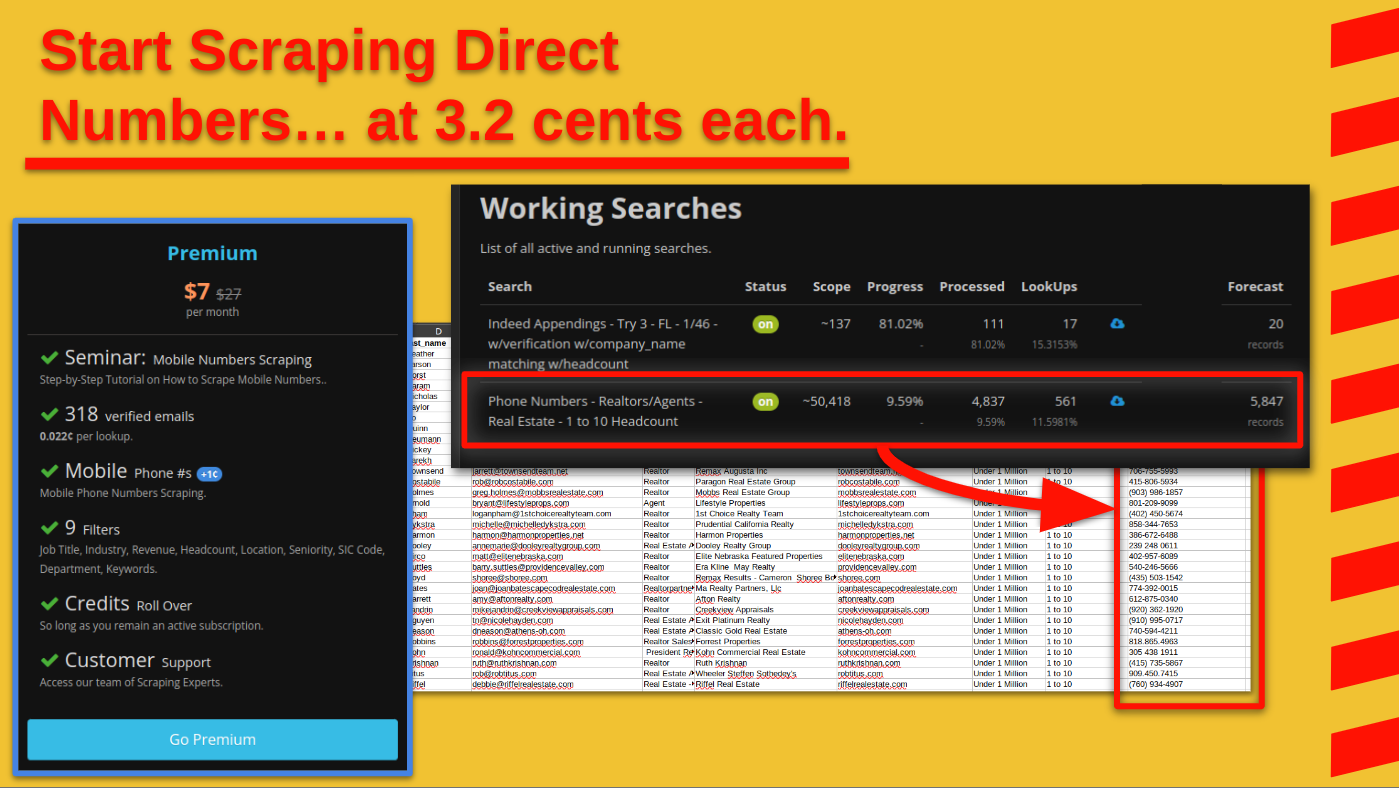 Start Scraping Direct
Numbers… at 3.2 cents each.
Premium
$7 $27
per month
Seminar: Mobile Numbers Scraping
Step-by-Step Tutorial on How to Scrape Mobile Numbers..
318 verified emails
0.022¢ per lookup.
Mobile Phone #s +1¢
Mobile Phone Numbers Scraping.
9 Filters
Job Title, Industry, Revenue, Headcount, Location, Seniority, SIC Code,
Department, Keywords.
Credits Roll Over
So long as you remain an active subscription.
Customer Support
Access our team of Scraping Experts.
Go Premium
Working Searches
List of all active and running searches.
Search Status Scope Progress Processed LookUps Forecast
Indeed Appendings - Try 3 - FL - 1/46 - on ~137 81.02% 111 17 20
w/verification w/company_name - 81.02% 15.3153% records
matching w/headcount
Phone Numbers - Realtors/Agents - on ~50,418 9.59% 4,837 561 5,847
Real Estate - 1 to 10 Headcount - 9.59% 11.5981% records
D
st_name
eather
arson
orst
aram
icholas
aylor
uinn
eumann
ickey
arekh
ownsend jarrett@townsendteam.net Realtor Remax Augusta Inc townsendteam. Under 1 Million 1 to 10 706-755-5993
ostabile rob@robcostabile.com Realtor Paragon Real Estate Group robcostabile.com Under 1 Million to 10 415-806-5934
olmes greg.holmes@mobbsrealestate.com Realtor Mobbs Real Estate Group mobbsrealestate.com Under 1 Million (903) 986-1857
rnold bryant@lifestyleprops.com Agent Lifestyle Properties lifestyleprops.com Under 1 801-209-9099
ham loganpham@1stchoicerealtyteam.com Realtor 1st Choice Realty Team 1stchoicerealtyteam.com Under 1 Million (402) 450-5674
ykstra michelle@michelledykstra.com Realtor Prudential California Realty michelledykstra.com Under 1 Million 858-344-7653
armon harmon@harmonproperties.net Realtor Harmon Properties harmonproperties.net Under 1 Million 1 to 10 386-672-6488
ooley annemarie@dooleyrealtygroup.com Real Estate A Dooley Realty Group dooleyrealtygroup.com Under 1 Million 1 to 10 239 248 0611
irco matt@elitenebraska.com Realtor Elite Nebraska Featured Properties elitenebraska.com Under 1 Million 1 to 10 402-957-6089
uttles barry.suttles@providencevalley.com Realtor Era Kline May Realty providencevalley.com Under 1 Million 1 to 10 540-246-5666
oyd shoree@shoree.com Realtor Remax Results - Cameron Shoree Bo shoree.com Under 1 Million 1 to 10 (435) 503-1542
ates joan@joanbatescapecodrealestate.com Realtorpartne Ma Realty Partners, Llc joanbatescapecodrealestate.com Under 1 Million 1 to 10 774-392-0015
arrett amy@aftonrealty.com Realtor Afton Realty aftonrealty.com Under 1 Million 1 to 10 612-875-0340
andrin mikejandrin@creekviewappraisals.com Realtor Creekview Appraisals creekviewappraisals.com Under 1 Million 1 to 10 (920) 362-1920
guyen tn@nicolehayden.com Real Estate A Exit Platinum Realty nicolehayden.com Under 1 Million 1 to 10 (910) 995-0717
leason dneason@athens-oh.com Real Estate A Classic Gold Real Estate athens-oh.com Under 1 Million 1 to 10 740-594-4211
obbins robbins@forrestproperties.com Realtor Sales Forrest Properties forrestproperties.com Under 1 Million 1 to 10 818.865.4963
ohn ronald@kohncommercial.com President Re Kohn Commercial Real Estate kohncommercial.com Under 1 Million 1 to 10 305 438 1911
rishnan ruth@ruthkrishnan.com Realtor Ruth Krishnan ruthkrishnan.com Under 1 Million 1 to 10 (415) 735-5867
itus rob@robtitus.com Real Estate A Wheeler Steffen Sothedey's robtitus.com Under 1 Million 1 to 10 909.450.7415
iffel debbie@riffelrealestate.com Real Estate - Riffel Real Estate riffelrealestate.com Under 1 Million 1 to 10 (760) 934-4907